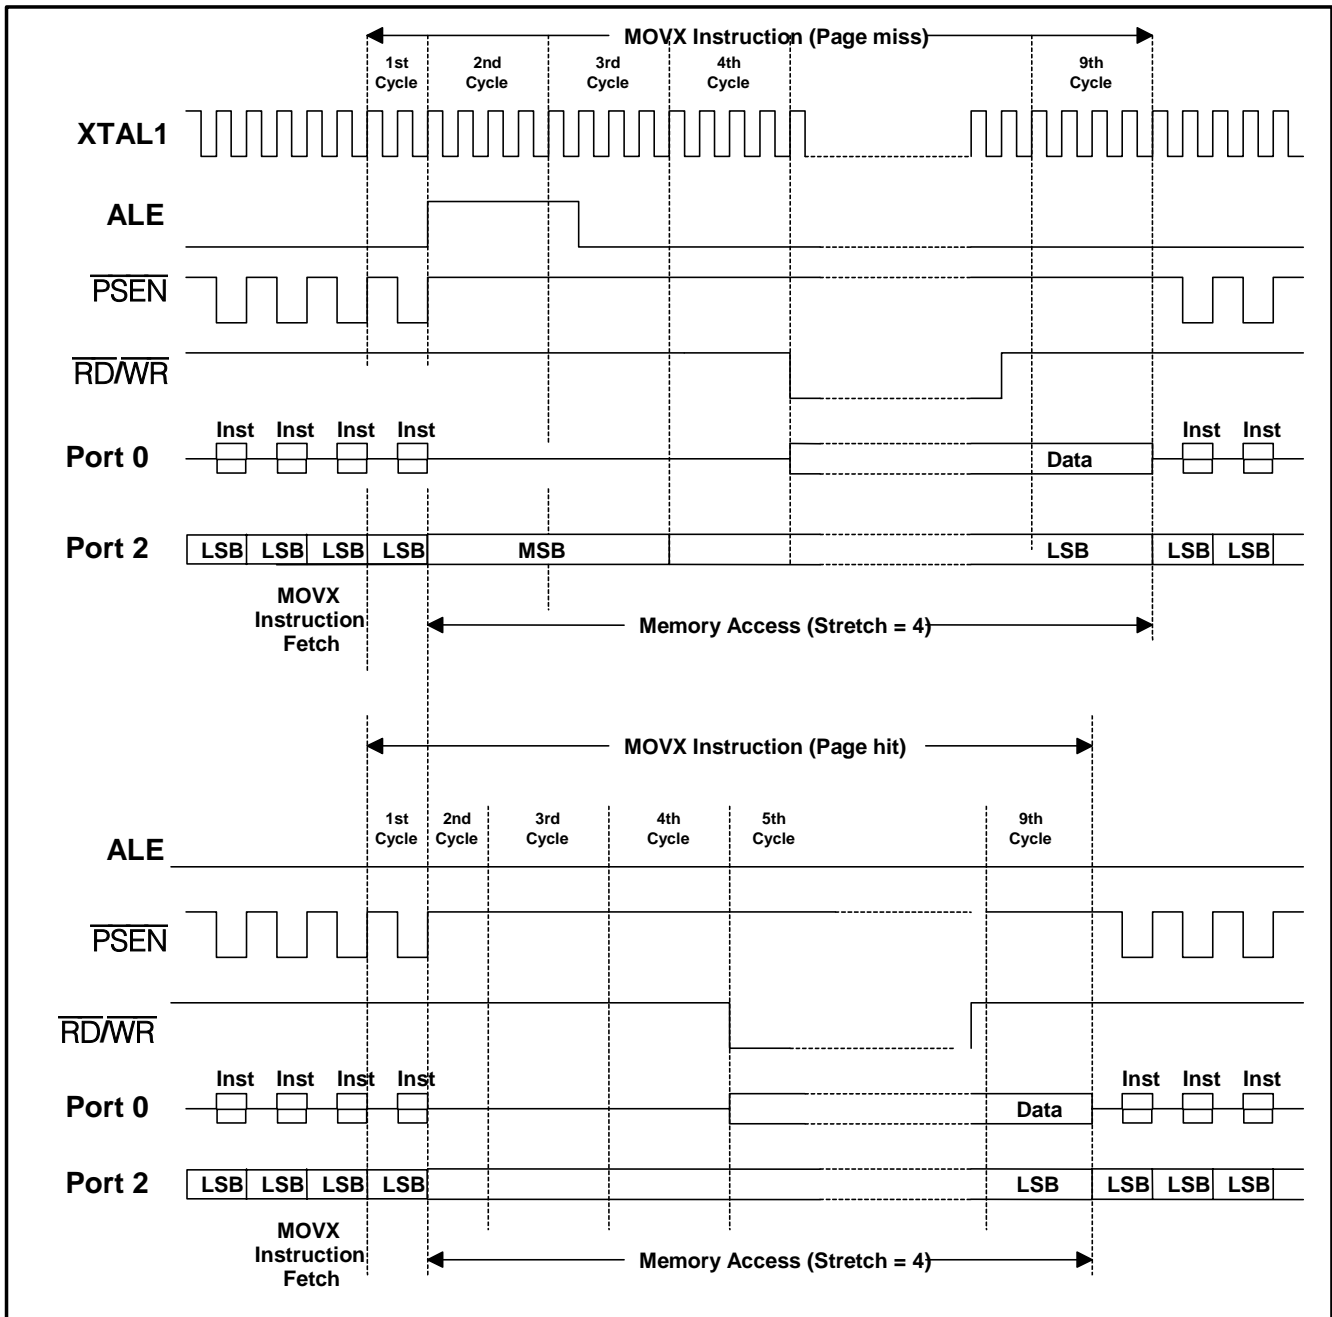 MOVX Instruction (Page miss)
1st Cycle
2nd Cycle
3rd Cycle
4th Cycle
9th Cycle
XTAL1
ALE
PSEN
RD/WR
Inst Inst Inst Inst Inst Inst
Port 0
Data
Port 2
LSB LSB LSB LSB MSB LSB LSB LSB
MOVX
Instruction
Fetch
Memory Access (Stretch = 4)
MOVX Instruction (Page hit)
1st Cycle
2nd Cycle
3rd Cycle
4th Cycle
5th Cycle
9th Cycle
ALE
PSEN
RD/WR
Inst Inst Inst Inst Inst Inst Inst
Port 0
Data
Port 2
LSB LSB LSB LSB LSB LSB LSB LSB
MOVX
Instruction
Fetch
Memory Access (Stretch = 4)